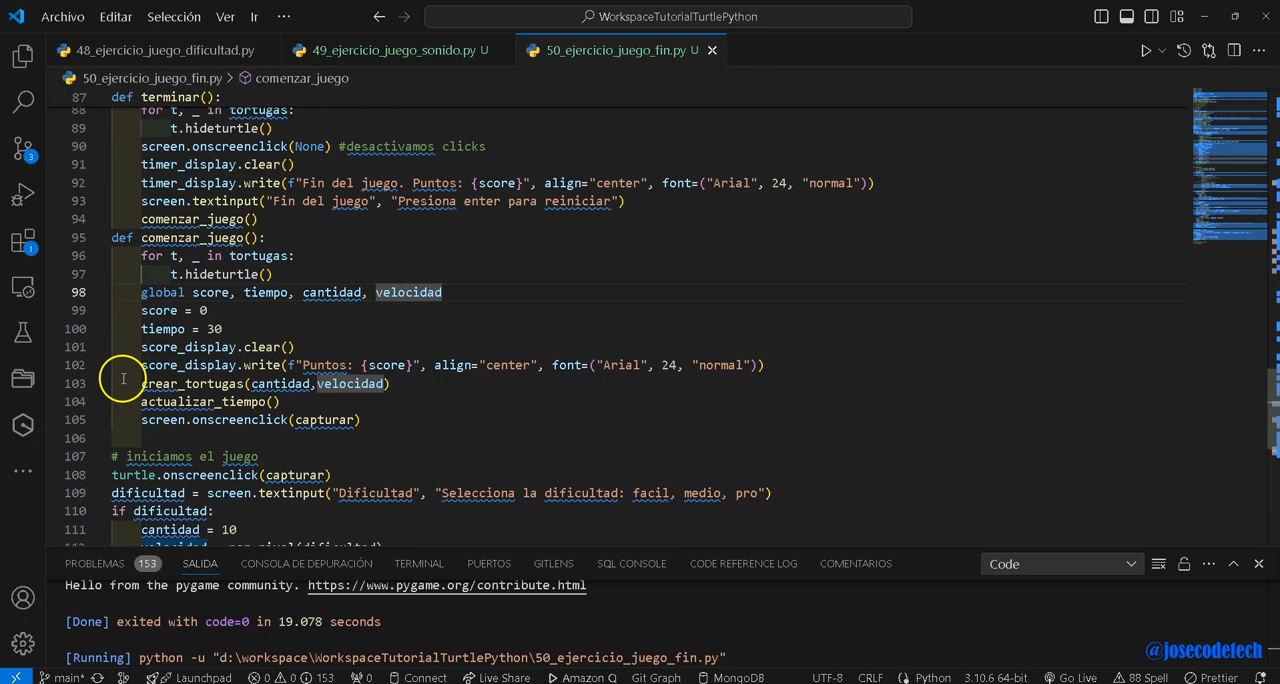 Archivo Editar Selección Ver Ir ··· WorkspaceTutorialTurtlePython
48_ejercicio_juego_dificultad.py 49_ejercicio_juego_sonido.py U 50_ejercicio_juego_fin.py U
50_ejercicio_juego_fin.py > comenzar_juego
87 def terminar():
88 for t, _ in tortugas:
89 t.hideturtle()
90 screen.onscreenclick(None) #desactivamos clicks
91 timer_display.clear()
92 timer_display.write(f"Fin del juego. Puntos: {score}", align="center", font=("Arial", 24, "normal"))
93 screen.textinput("Fin del juego", "Presiona enter para reiniciar")
94 comenzar_juego()
95 def comenzar_juego():
96 for t, _ in tortugas:
97 t.hideturtle()
98 global score, tiempo, cantidad, velocidad
99 score = 0
100 tiempo = 30
101 score_display.clear()
102 score_display.write(f"Puntos: {score}", align="center", font=("Arial", 24, "normal"))
103 crear_tortugas(cantidad,velocidad)
104 actualizar_tiempo()
105 screen.onscreenclick(capturar)
106
107 # iniciamos el juego
108 turtle.onscreenclick(capturar)
109 dificultad = screen.textinput("Dificultad", "Selecciona la dificultad: facil, medio, pro")
110 if dificultad:
111 cantidad = 10
PROBLEMAS 153 SALIDA CONSOLA DE DEPURACIÓN TERMINAL PUERTOS GITLENS SQL CONSOLE CODE REFERENCE LOG COMENTARIOS Code
Hello from the pygame community. https://www.pygame.org/contribute.html
[Done] exited with code=0 in 19.078 seconds
[Running] python -u "d:\workspace\WorkspaceTutorialTurtlePython\50_ejercicio_juego_fin.py"
@josecodetech
main* Launchpad 0 0 153 0 Connect Live Share Amazon Q Git Graph MongoDB UTF-8 CRLF Python 3.10.6 64-bit Go Live 88 Spell Prettier
3
1